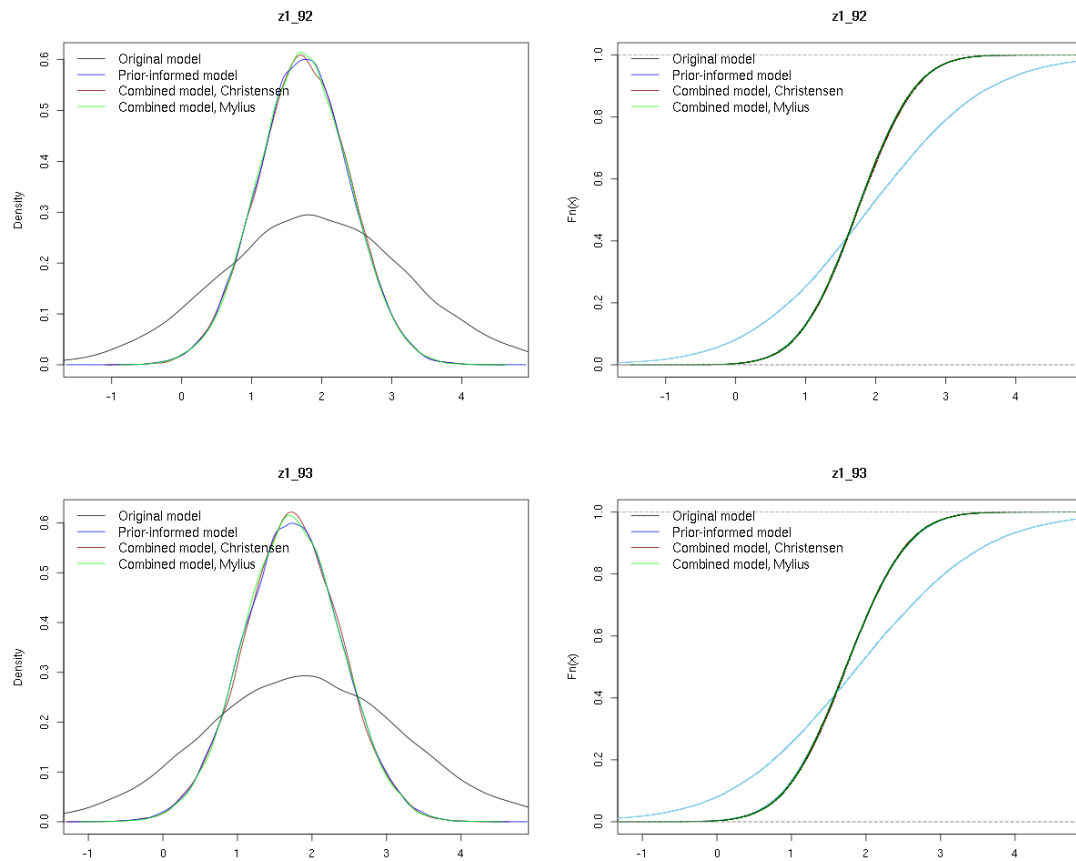 z1_92
Original model
Prior-informed model
Combined model, Christensen
Combined model, Mylius
Density
0.0
0.1
0.2
0.3
0.4
0.5
0.6
-1
0
1
2
3
4
z1_92
Original model
Prior-informed model
Combined model, Christensen
Combined model, Mylius
Fn(x)
0.0
0.2
0.4
0.6
0.8
1.0
-1
0
1
2
3
4
z1_93
Original model
Prior-informed model
Combined model, Christensen
Combined model, Mylius
Density
0.0
0.1
0.2
0.3
0.4
0.5
0.6
-1
0
1
2
3
4
z1_93
Original model
Prior-informed model
Combined model, Christensen
Combined model, Mylius
Fn(x)
0.0
0.2
0.4
0.6
0.8
1.0
-1
0
1
2
3
4